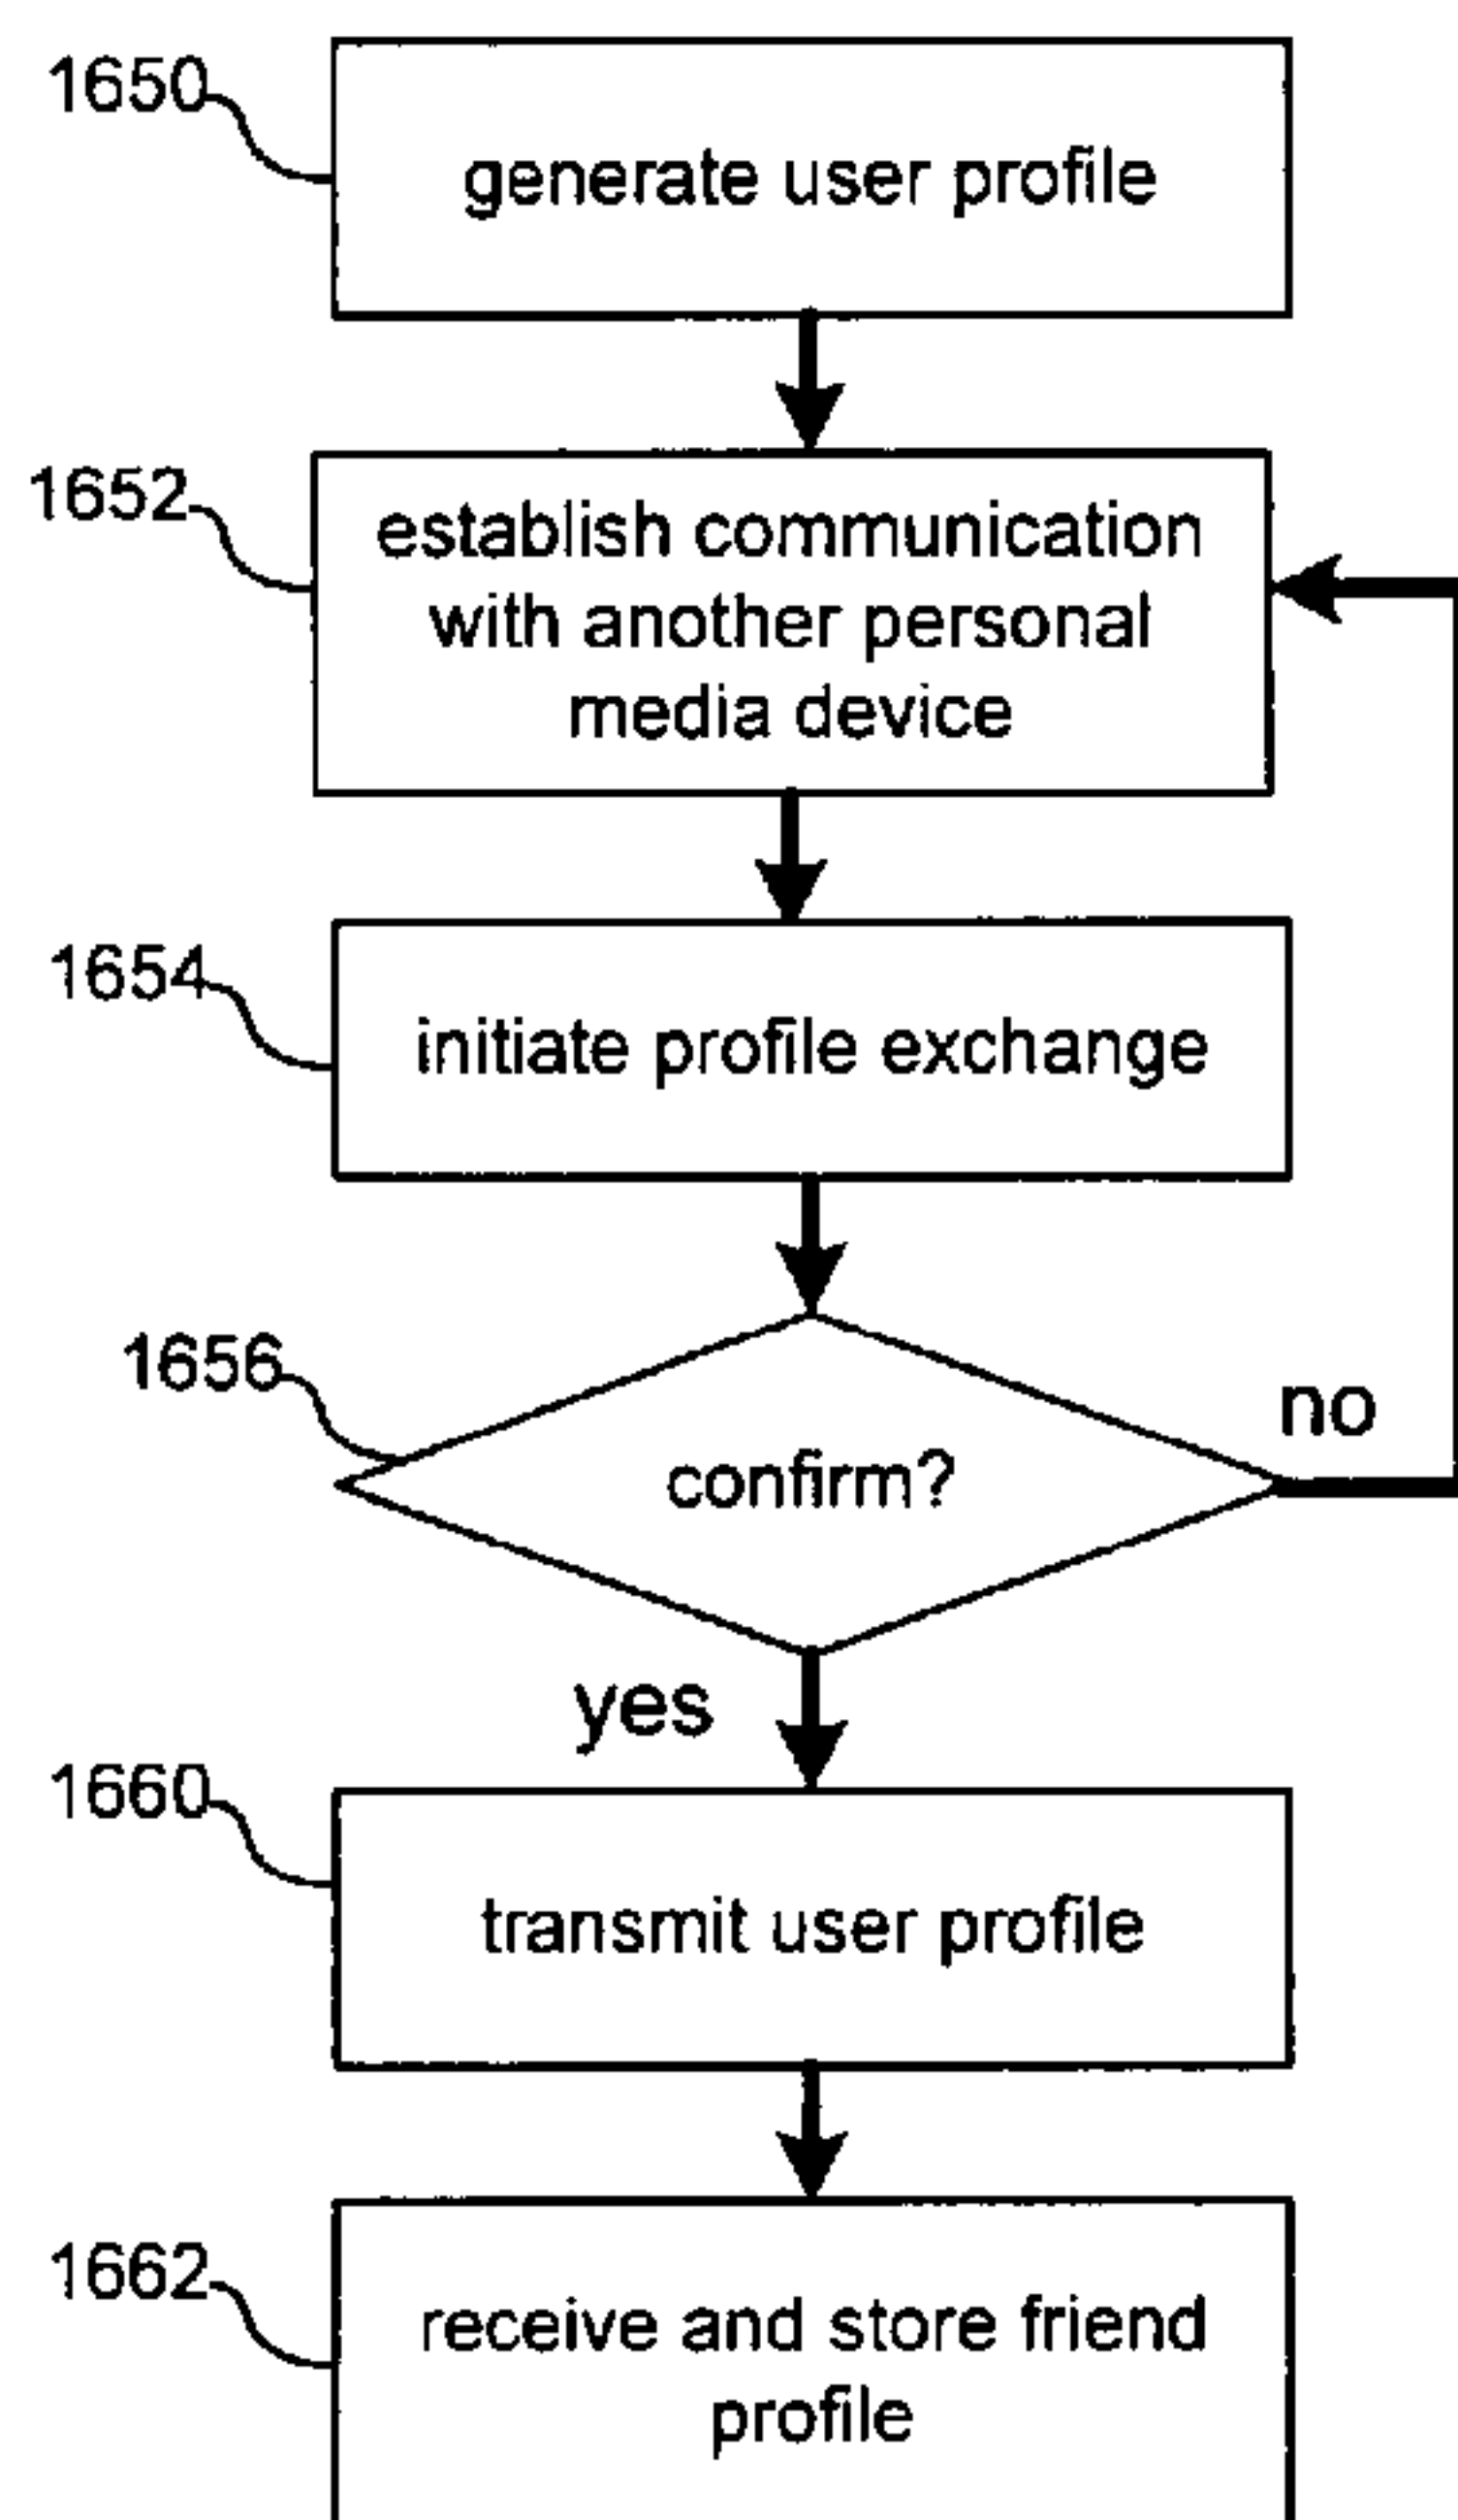 1650
generate user profile
1652
establish communication
with another personal
media device
1654
initiate profile exchange
1656
confirm?
no
yes
1660
transmit user profile
1662
receive and store friend
profile